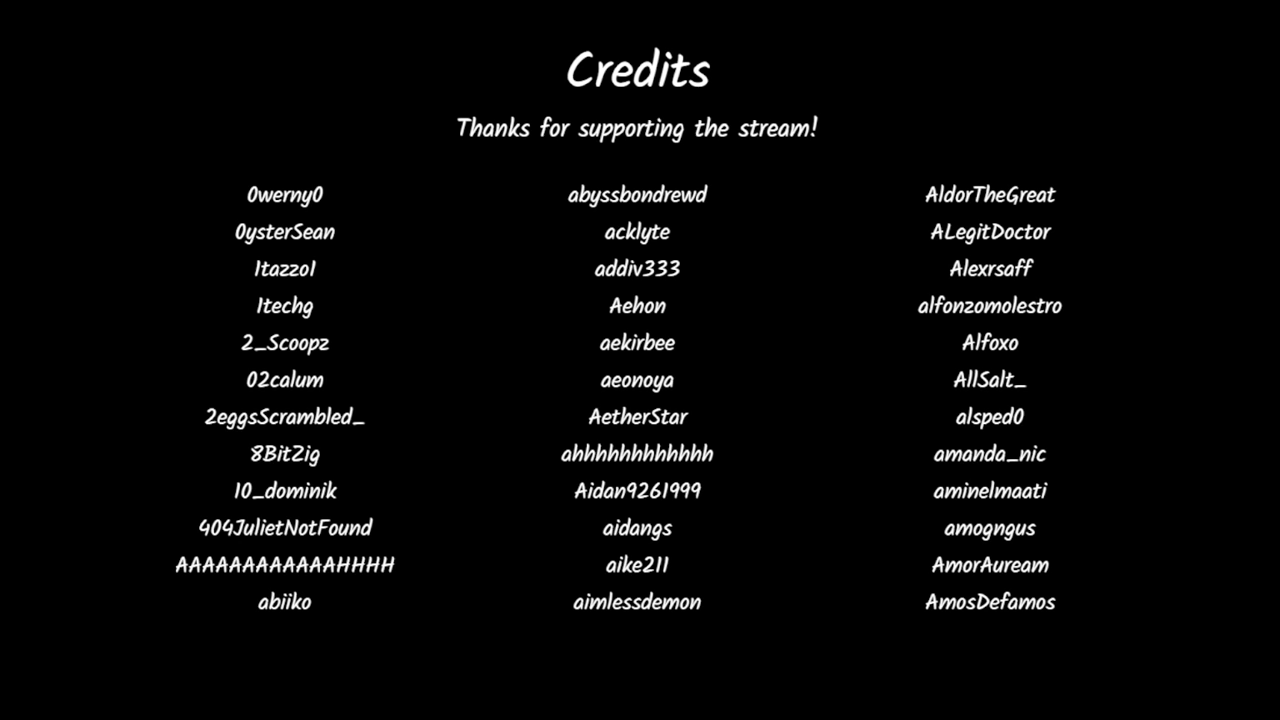 Credits
Thanks for supporting the stream!
0werny0
0ysterSean
1tazzo1
1techg
2_Scoopz
02calum
2eggsScrambled_
8BitZig
10_dominik
404JulietNotFound
AAAAAAAAAAAAHHHH
abiiko
abyssbondrewd
acklyte
addiv333
Aehon
aekirbee
aeonoya
AetherStar
ahhhhhhhhhhhh
Aidan9261999
aidangs
aike211
aimlessdemon
AldorTheGreat
ALegitDoctor
Alexrsaff
alfonzomolestro
Alfoxo
AllSalt_
alsped0
amanda_nic
aminelmaati
amogngus
AmorAuream
AmosDefamos